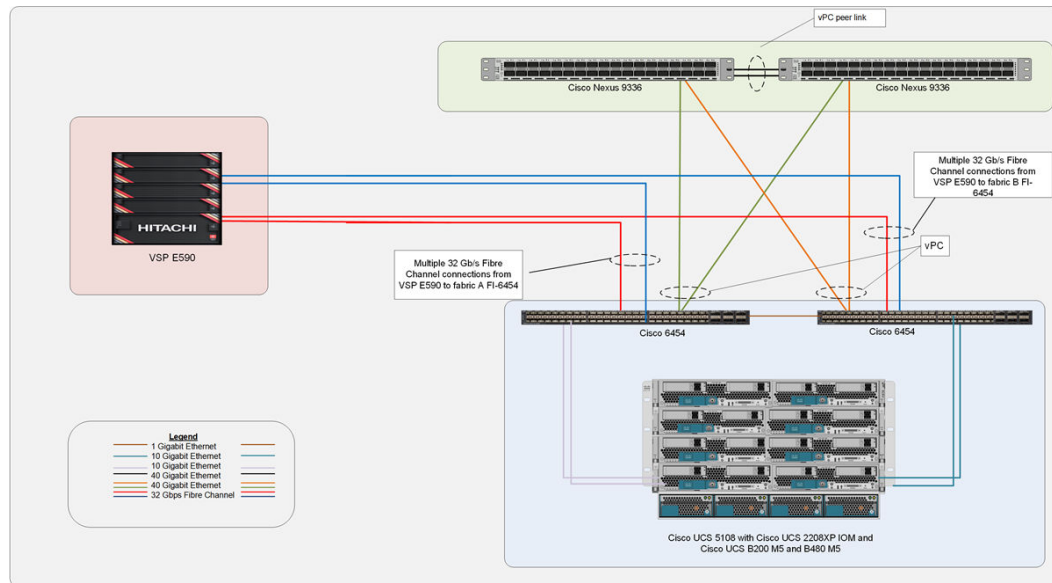 vPC peer link
Cisco Nexus 9336
Cisco Nexus 9336
Multiple 32 Gb/s Fibre
Channel connections from
VSP E590 to fabric B FI-
6454
HITACHI
VSP E590
vPC
Multiple 32 Gb/s Fibre
Channel connections from
VSP E590 to fabric A FI-6454
Cisco 6454
Cisco 6454
Legend
1 Gigabit Ethernet
10 Gigabit Ethernet
10 Gigabit Ethernet
40 Gigabit Ethernet
40 Gigabit Ethernet
32 Gbps Fibre Channel
Cisco UCS 5108 with Cisco UCS 2208XP IOM and
Cisco UCS B200 M5 and B480 M5